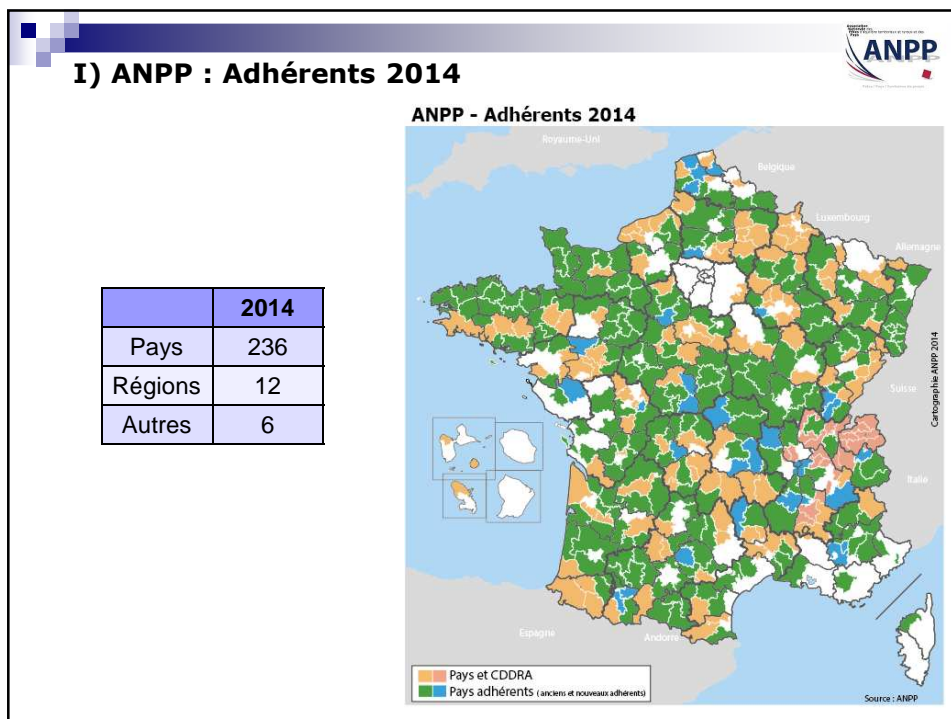 ANPP
I) ANPP : Adhérents 2014
ANPP - Adhérents 2014
Royaume-Uni
Belgique
Luxembourg
Allemagne
2014
Pays 236
Régions 12
Autres 6
Cartographie ANPP 2014
Suisse
Italie
Espagne
Andorre
Pays et CDDRA
Pays adhérents (anciens et nouveaux adhérents)
Source : ANPP